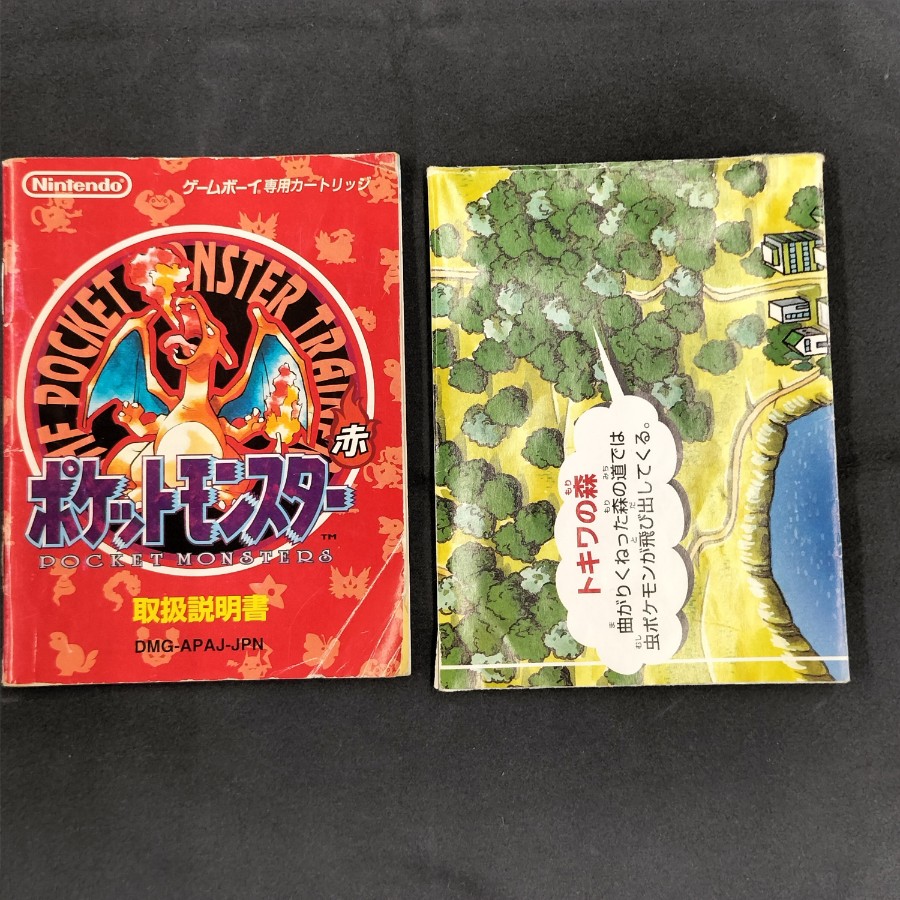 Nintendo
ゲームボーイ専用カートリッジ
POCKET MONSTER
赤
ポケットモンスター
TM
POCKET MONSTERS
取扱説明書
DMG-APAJ-JPN
トキワの森
曲がりくねった森の道では
虫ポケモンが飛び出してくる。